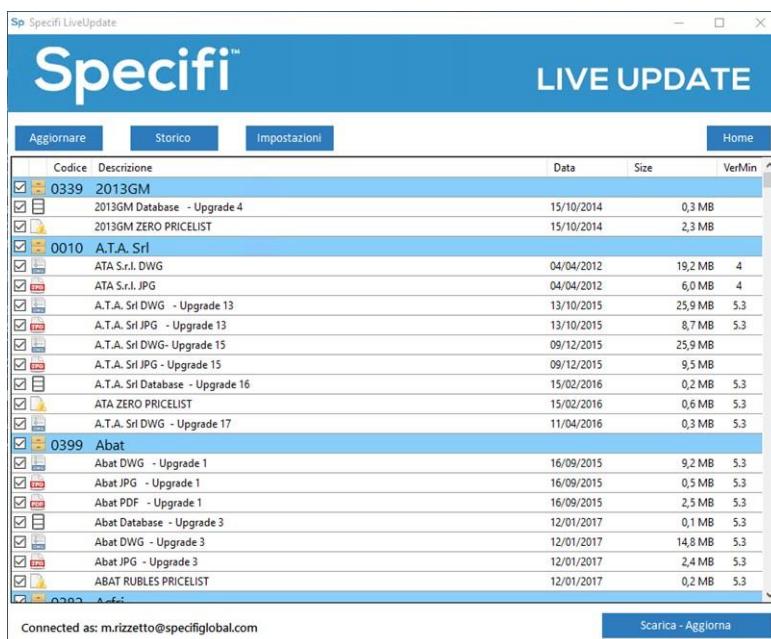 Sp Specifi LiveUpdate
Specifi™
LIVE UPDATE
Aggiornare Storico Impostazioni Home
Codice Descrizione Data Size VerMin
0339 2013GM
2013GM Database - Upgrade 4 15/10/2014 0,3 MB
2013GM ZERO PRICELIST 15/10/2014 2,3 MB
0010 A.T.A. Srl
ATA S.r.l. DWG 04/04/2012 19,2 MB 4
ATA S.r.l. JPG 04/04/2012 6,0 MB 4
A.T.A. Srl DWG - Upgrade 13 13/10/2015 25,9 MB 5.3
A.T.A. Srl JPG - Upgrade 13 13/10/2015 8,7 MB 5.3
A.T.A. Srl DWG- Upgrade 15 09/12/2015 25,9 MB
A.T.A. Srl JPG - Upgrade 15 09/12/2015 9,5 MB
A.T.A. Srl Database - Upgrade 16 15/02/2016 0,2 MB 5.3
ATA ZERO PRICELIST 15/02/2016 0,6 MB 5.3
A.T.A. Srl DWG - Upgrade 17 11/04/2016 0,3 MB 5.3
0399 Abat
Abat DWG - Upgrade 1 16/09/2015 9,2 MB 5.3
Abat JPG - Upgrade 1 16/09/2015 0,5 MB 5.3
Abat PDF - Upgrade 1 16/09/2015 2,5 MB 5.3
Abat Database - Upgrade 3 12/01/2017 0,1 MB 5.3
Abat DWG - Upgrade 3 12/01/2017 14,8 MB 5.3
Abat JPG - Upgrade 3 12/01/2017 2,4 MB 5.3
ABAT RUBLES PRICELIST 12/01/2017 0,2 MB 5.3
Connected as: m.rizzetto@specifiglobal.com
Scarica - Aggiorna